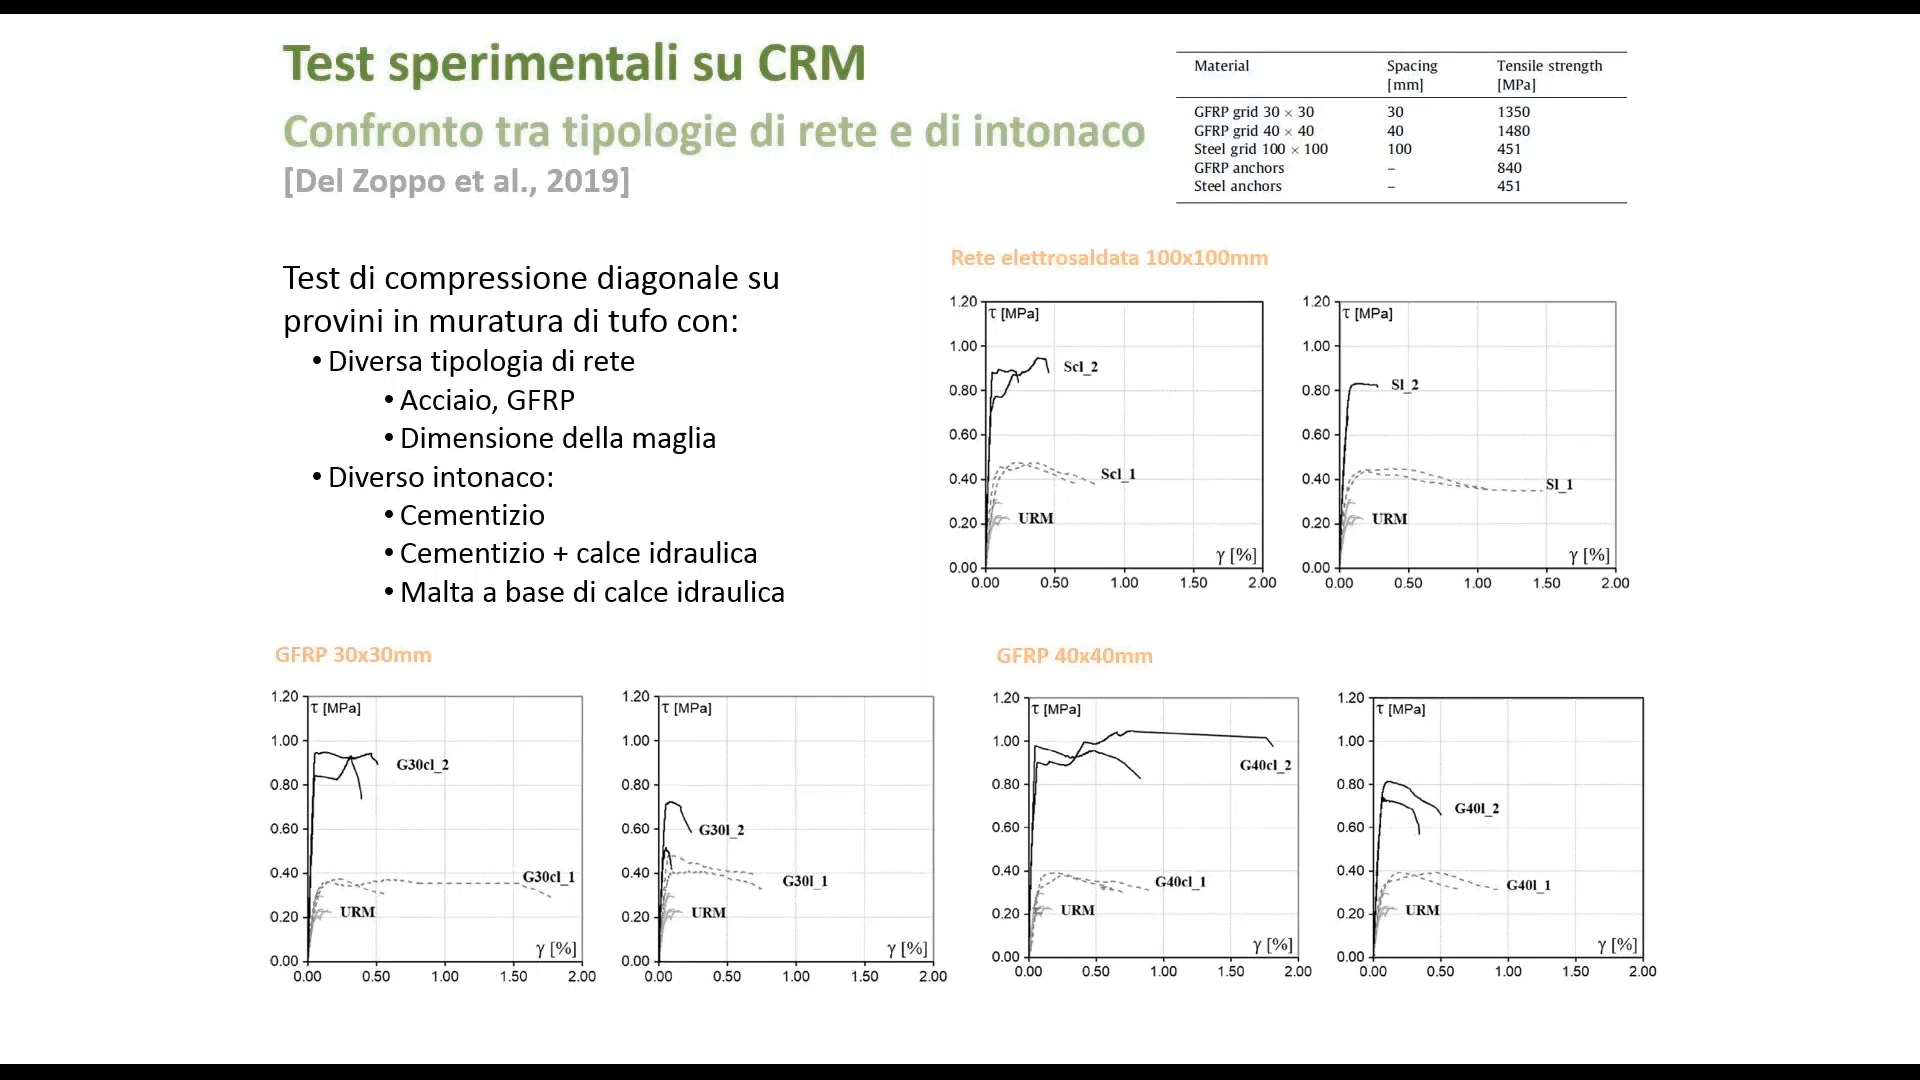 Test sperimentali su CRM
Confronto tra tipologie di rete e di intonaco
[Del Zoppo et al., 2019]
Material Spacing [mm] Tensile strength [MPa]
GFRP grid 30 × 30 30 1350
GFRP grid 40 × 40 40 1480
Steel grid 100 × 100 100 451
GFRP anchors – 840
Steel anchors – 451
Test di compressione diagonale su
provini in muratura di tufo con:
• Diversa tipologia di rete
• Acciaio, GFRP
• Dimensione della maglia
• Diverso intonaco:
• Cementizio
• Cementizio + calce idraulica
• Malta a base di calce idraulica
Rete elettrosaldata 100x100mm
1.20
τ [MPa]
1.00
Scl_2
0.80
0.60
Scl_1
0.40
URM
0.20
γ [%]
0.00
0.00 0.50 1.00 1.50 2.00
1.20
τ [MPa]
1.00
Sl_2
0.80
0.60
0.40
Sl_1
URM
0.20
γ [%]
0.00
0.00 0.50 1.00 1.50 2.00
GFRP 30x30mm
1.20
τ [MPa]
1.00
G30cl_2
0.80
0.60
0.40
G30cl_1
URM
0.20
γ [%]
0.00
0.00 0.50 1.00 1.50 2.00
1.20
τ [MPa]
1.00
0.80
G30l_2
0.60
0.40
G30l_1
URM
0.20
γ [%]
0.00
0.00 0.50 1.00 1.50 2.00
GFRP 40x40mm
1.20
τ [MPa]
1.00
G40cl_2
0.80
0.60
0.40
G40cl_1
URM
0.20
γ [%]
0.00
0.00 0.50 1.00 1.50 2.00
1.20
τ [MPa]
1.00
0.80
G40l_2
0.60
0.40
G40l_1
URM
0.20
γ [%]
0.00
0.00 0.50 1.00 1.50 2.00